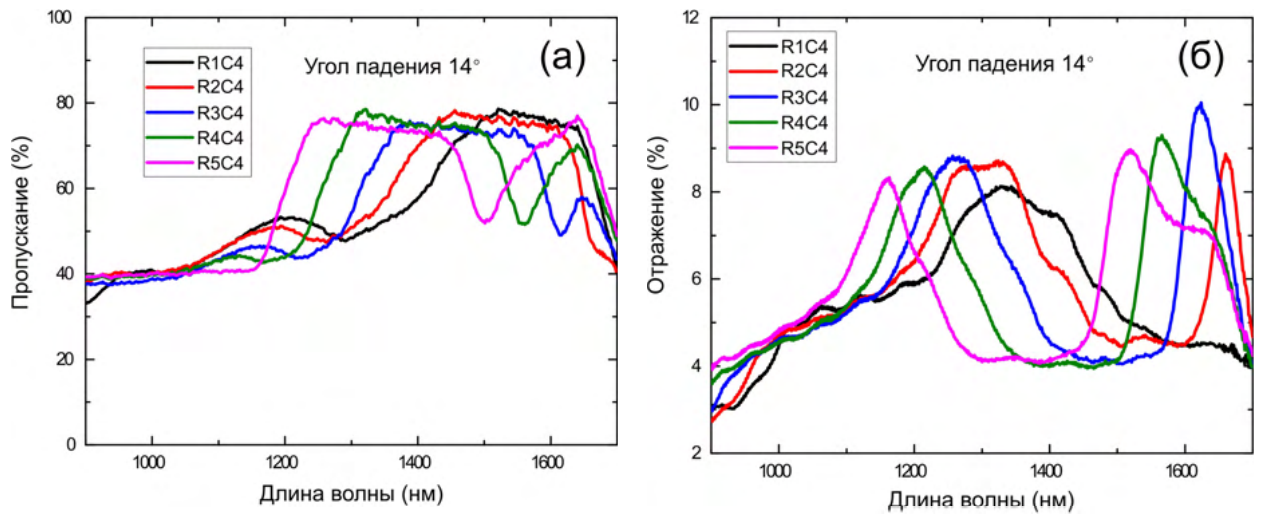 (а)
Угол падения 14°
R1C4
R2C4
R3C4
R4C4
R5C4
Пропускание (%)
100
80
60
40
20
0
1000
1200
1400
1600
Длина волны (нм)
(б)
Угол падения 14°
R1C4
R2C4
R3C4
R4C4
R5C4
Отражение (%)
12
10
8
6
4
2
1000
1200
1400
1600
Длина волны (нм)